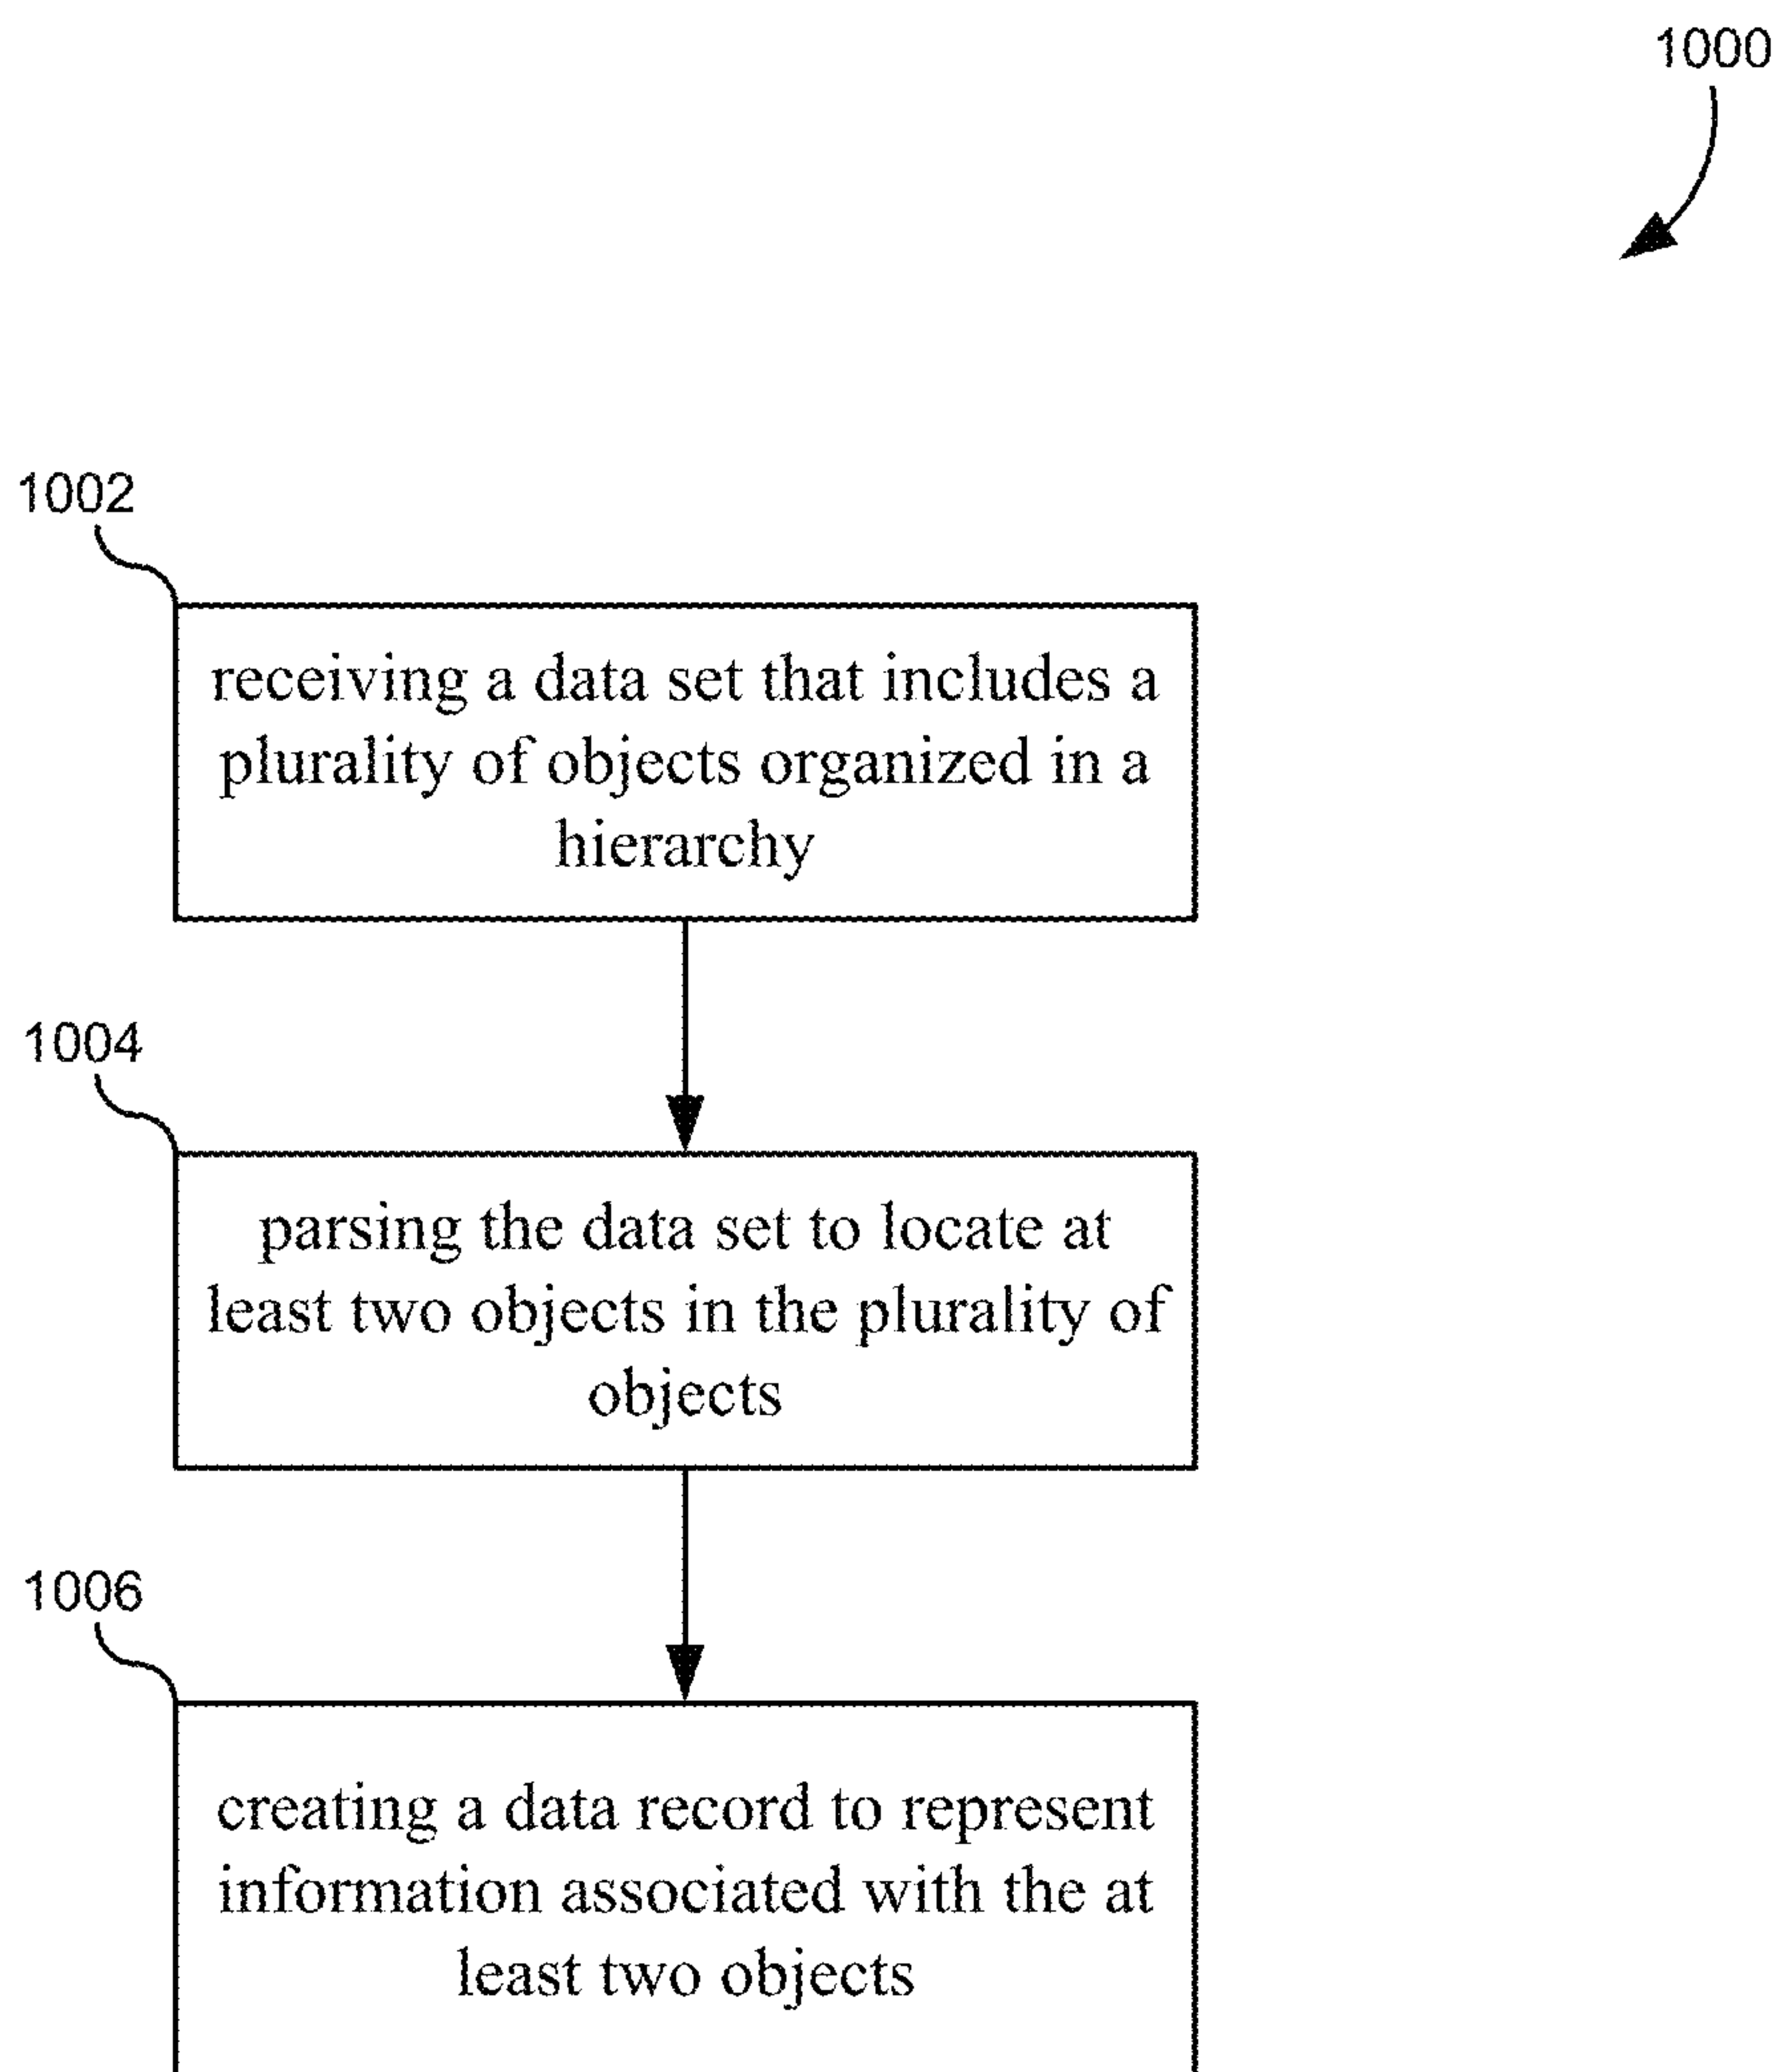 1000
1002
receiving a data set that includes a
plurality of objects organized in a
hierarchy
1004
parsing the data set to locate at
least two objects in the plurality of
objects
1006
creating a data record to represent
information associated with the at
least two objects